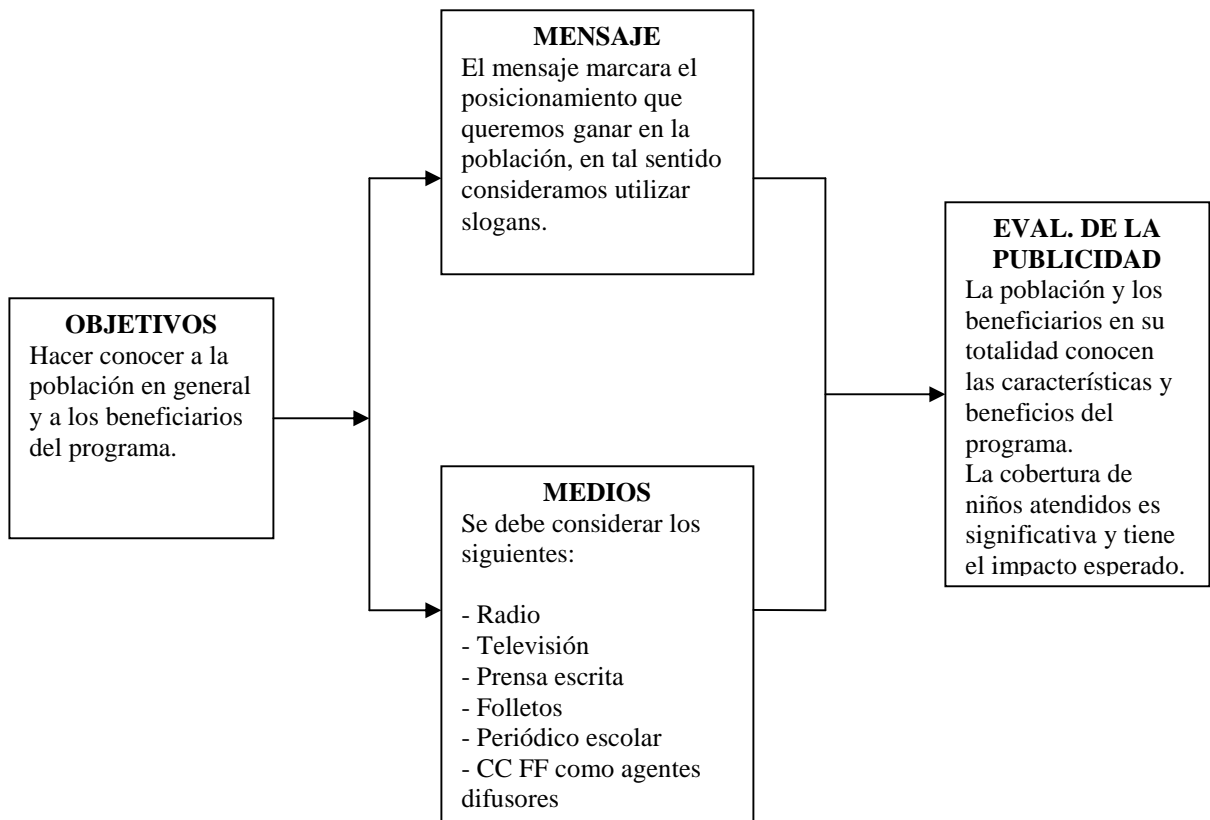 MENSAJE
El mensaje marcara el
posicionamiento que
queremos ganar en la
población, en tal sentido
consideramos utilizar
slogans.
OBJETIVOS
Hacer conocer a la
población en general
y a los beneficiarios
del programa.
MEDIOS
Se debe considerar los
siguientes:
- Radio
- Televisión
- Prensa escrita
- Folletos
- Periódico escolar
- CC FF como agentes
difusores
EVAL. DE LA
PUBLICIDAD
La población y los
beneficiarios en su
totalidad conocen
las características y
beneficios del
programa.
La cobertura de
niños atendidos es
significativa y tiene
el impacto esperado.